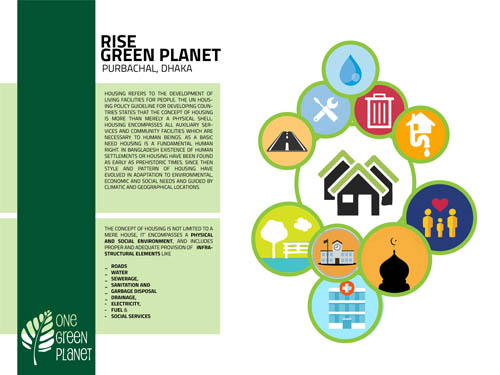 RISE
GREEN PLANET
PURBACHAL, DHAKA
HOUSING REFERS TO THE DEVELOPMENT OF
LIVING FACILITIES FOR PEOPLE. THE UN HOUS-
ING POLICY GUIDELINE FOR DEVELOPING COUN-
TRIES STATES THAT THE CONCEPT OF HOUSING
IS MORE THAN MERELY A PHYSICAL SHELL.
HOUSING ENCOMPASSES ALL AUXILIARY SER-
VICES AND COMMUNITY FACILITIES WHICH ARE
NECESSARY TO HUMAN BEINGS. AS A BASIC
NEED HOUSING IS A FUNDAMENTAL HUMAN
RIGHT. IN BANGLADESH EXISTENCE OF HUMAN
SETTLEMENTS OR HOUSING HAVE BEEN FOUND
AS EARLY AS PREHISTORIC TIMES. SINCE THEN
STYLE AND PATTERN OF HOUSING HAVE
EVOLVED IN ADAPTATION TO ENVIRONMENTAL,
ECONOMIC AND SOCIAL NEEDS AND GUIDED BY
CLIMATIC AND GEOGRAPHICAL LOCATIONS.
THE CONCEPT OF HOUSING IS NOT LIMITED TO A
MERE HOUSE, IT ENCOMPASSES A PHYSICAL
AND SOCIAL ENVIRONMENT, AND INCLUDES
PROPER AND ADEQUATE PROVISION OF INFRA-
STRUCTURAL ELEMENTS LIKE
- ROADS
- WATER
- SEWERAGE,
- SANITATION AND
- GARBAGE DISPOSAL
- DRAINAGE,
- ELECTRICITY,
- FUEL &
- SOCIAL SERVICES
ONE
GREEN
PLANET